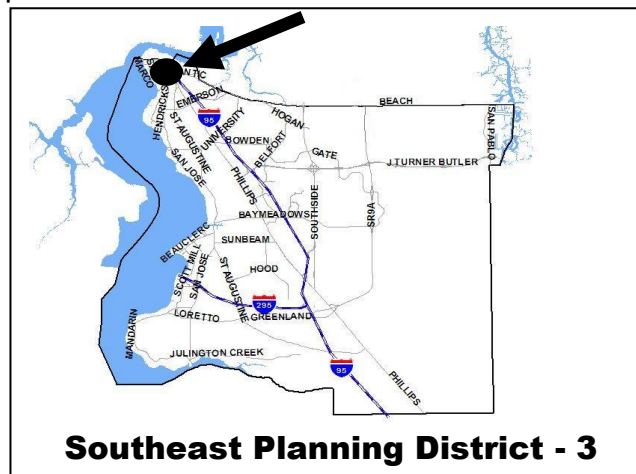 S
MARCO
NTIC
HENDRICKS
EMERSON
BEACH
95
UNIVERSITY
HOGAN
SAN PABLO
ST AUGUSTINE
BOWDEN
BELFORT
GATE
J.TURNER BUTLER
SAN JOSE
PHILLIPS
SOUTHSIDE
SR9A
BAYMEADOWS
BEAUCLERC
SUNBEAM
SCOTT MILL
SAN JOSE
ST AUGUSTINE
HOOD
295
LORETTO
GREENLAND
MANDARIN
JULINGTON CREEK
95
PHILLIPS
Southeast Planning District - 3